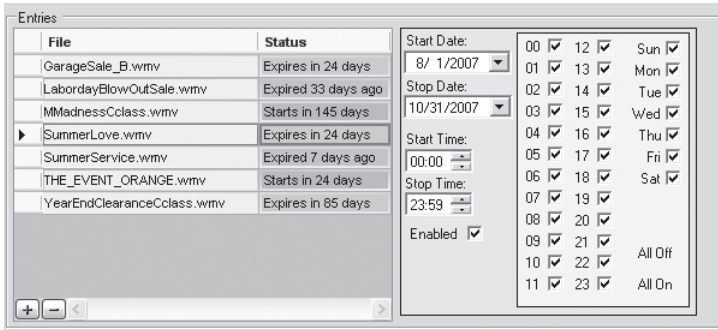 Entries
File Status
GarageSale_B.wmv Expires in 24 days
LabordayBlowOutSale.wmv Expired 33 days ago
MMadnessCclass.wmv Starts in 145 days
SummerLove.wmv Expires in 24 days
SummerService.wmv Expired 7 days ago
THE_EVENT_ORANGE.wmv Starts in 24 days
YearEndClearanceCclass.wmv Expires in 85 days
Start Date:
8/ 1/2007
Stop Date:
10/31/2007
Start Time:
00:00
Stop Time:
23:59
Enabled
00 12 Sun
01 13 Mon
02 14 Tue
03 15 Wed
04 16 Thu
05 17 Fri
06 18 Sat
07 19
08 20
09 21 All Off
10 22
11 23 All On